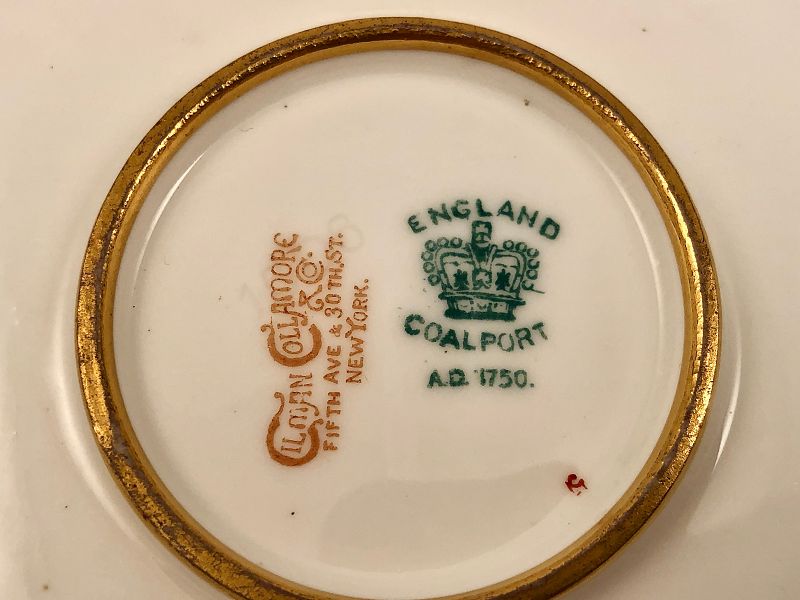 ENGLAND
COALPORT
A.D. 1750.
GILMAN COLLAMORE
& CO.
FIFTH AVE & 30TH.ST.
NEW YORK.